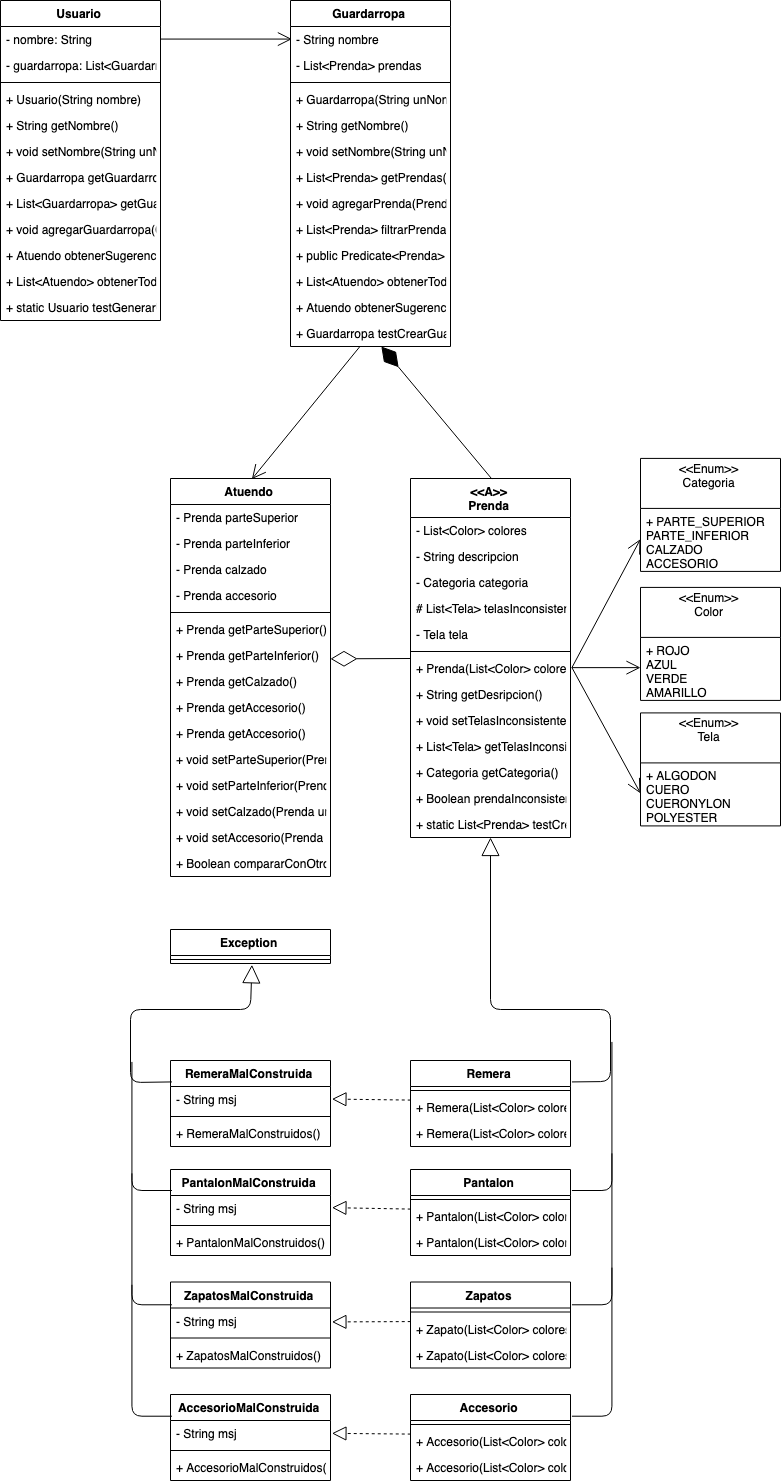 Usuario
- nombre: String
- guardarropa: List<Guardar
+ Usuario(String nombre)
+ String getNombre()
+ void setNombre(String un
+ Guardarropa getGuardarr
+ List<Guardarropa> getGua
+ void agregarGuardarropa(
+ Atuendo obtenerSugerenc
+ List<Atuendo> obtenerTod
+ static Usuario testGenerar
Guardarropa
- String nombre
- List<Prenda> prendas
+ Guardarropa(String unNom
+ String getNombre()
+ void setNombre(String un
+ List<Prenda> getPrendas(
+ void agregarPrenda(Prend
+ List<Prenda> filtrarPrenda
+ public Predicate<Prenda>
+ List<Atuendo> obtenerTod
+ Atuendo obtenerSugerenc
+ Guardarropa testCrearGua
Atuendo
- Prenda parteSuperior
- Prenda parteInferior
- Prenda calzado
- Prenda accesorio
+ Prenda getParteSuperior()
+ Prenda getParteInferior()
+ Prenda getCalzado()
+ Prenda getAccesorio()
+ Prenda getAccesorio()
+ void setParteSuperior(Pre
+ void setParteInferior(Prend
+ void setCalzado(Prenda u
+ void setAccesorio(Prenda
+ Boolean compararConOtr
<<A>>
Prenda
- List<Color> colores
- String descripcion
- Categoria categoria
# List<Tela> telasInconsister
- Tela tela
+ Prenda(List<Color> colore
+ String getDesripcion()
+ void setTelasInconsistente
+ List<Tela> getTelasInconsi
+ Categoria getCategoria()
+ Boolean prendaInconsiste
+ static List<Prenda> testCr
<<Enum>>
Categoria
+ PARTE_SUPERIOR
PARTE_INFERIOR
CALZADO
ACCESORIO
<<Enum>>
Color
+ ROJO
AZUL
VERDE
AMARILLO
<<Enum>>
Tela
+ ALGODON
CUERO
CUERONYLON
POLYESTER
Exception
RemeraMalConstruida
- String msj
+ RemeraMalConstruidos()
Remera
+ Remera(List<Color> colore
+ Remera(List<Color> colore
PantalonMalConstruida
- String msj
+ PantalonMalConstruidos()
Pantalon
+ Pantalon(List<Color> color
+ Pantalon(List<Color> color
ZapatosMalConstruida
- String msj
+ ZapatosMalConstruidos()
Zapatos
+ Zapato(List<Color> colore
+ Zapato(List<Color> colore
AccesorioMalConstruida
- String msj
+ AccesorioMalConstruidos(
Accesorio
+ Accesorio(List<Color> colo
+ Accesorio(List<Color> colo